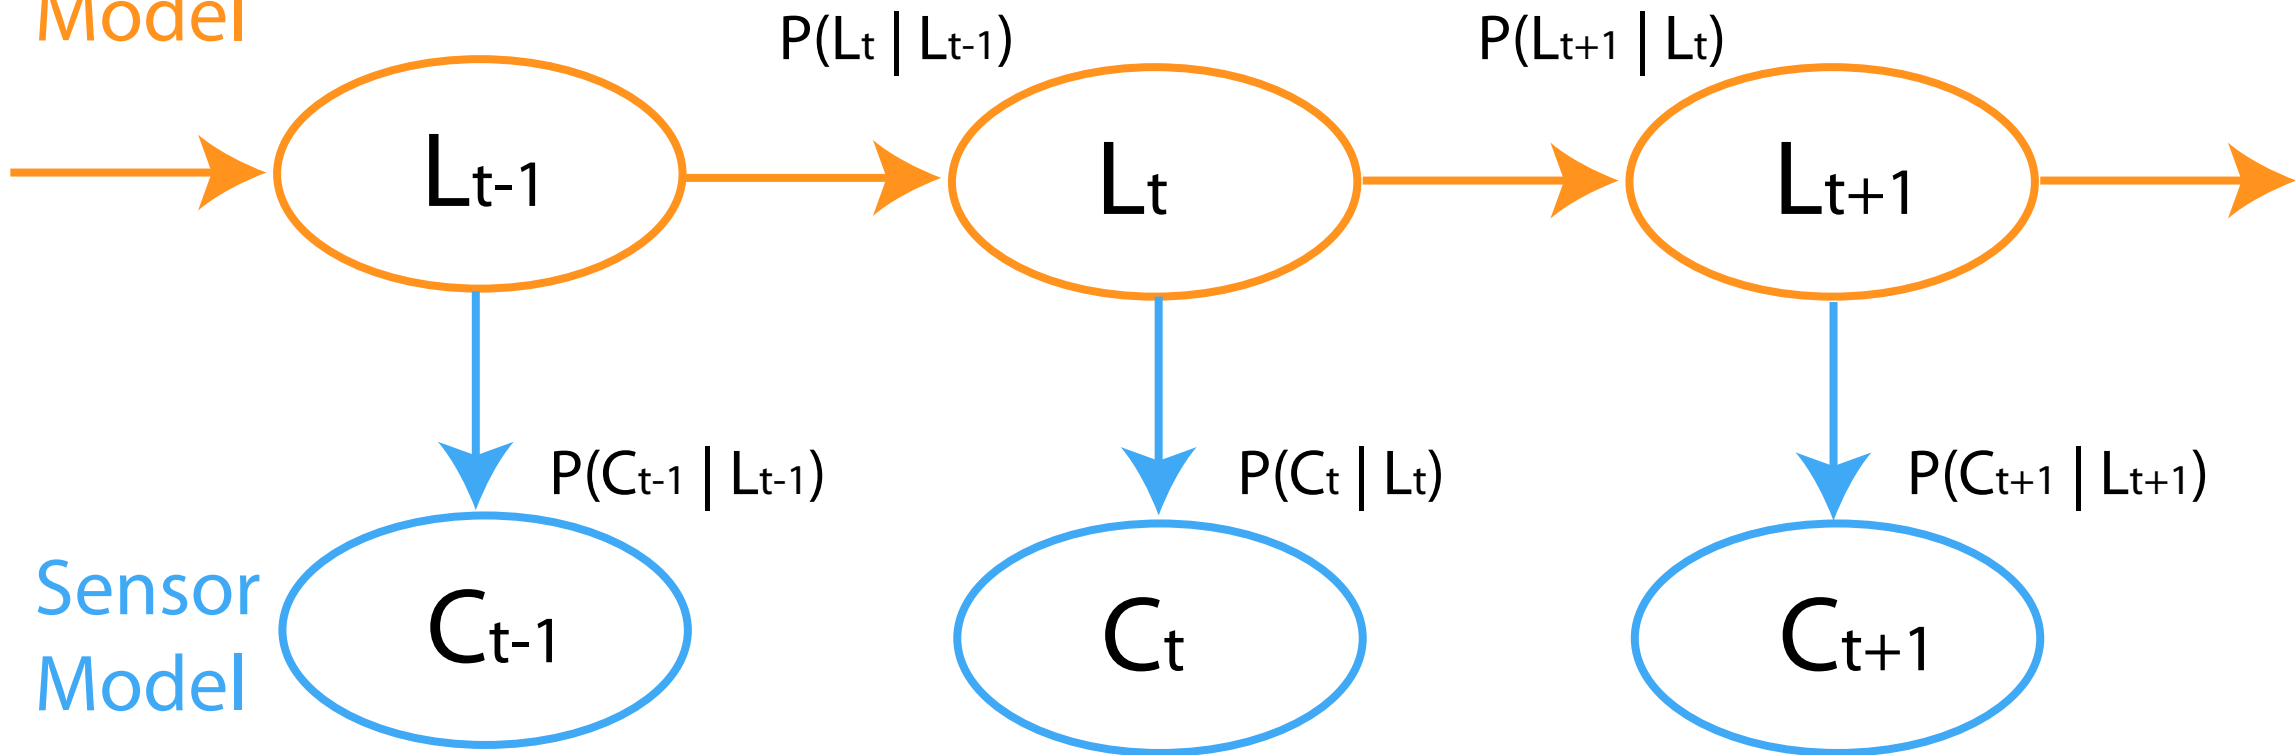 Model
P(Lt | Lt-1)
P(Lt+1 | Lt)
Lt-1
Lt
Lt+1
P(Ct-1 | Lt-1)
P(Ct | Lt)
P(Ct+1 | Lt+1)
Sensor
Model
Ct-1
Ct
Ct+1